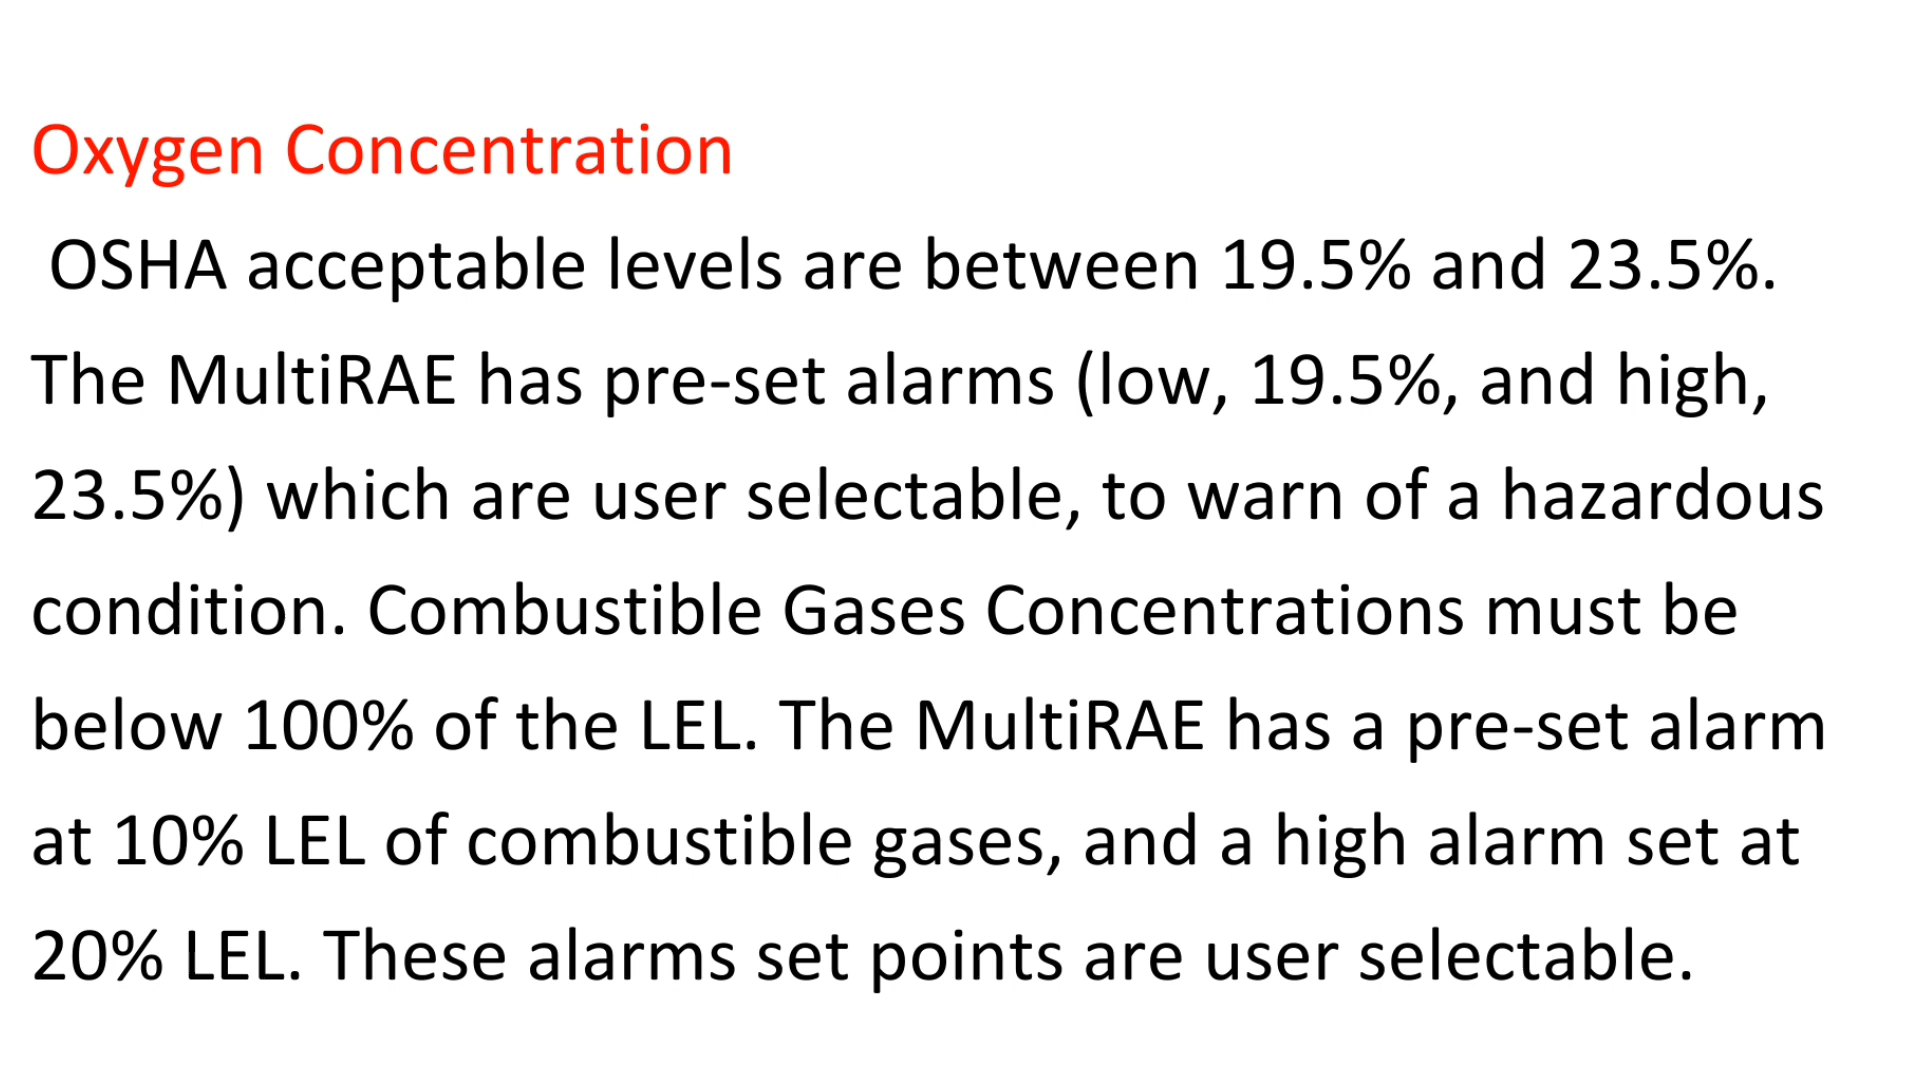 Oxygen Concentration
OSHA acceptable levels are between 19.5% and 23.5%.
The MultiRAE has pre-set alarms (low, 19.5%, and high,
23.5%) which are user selectable, to warn of a hazardous
condition. Combustible Gases Concentrations must be
below 100% of the LEL. The MultiRAE has a pre-set alarm
at 10% LEL of combustible gases, and a high alarm set at
20% LEL. These alarms set points are user selectable.